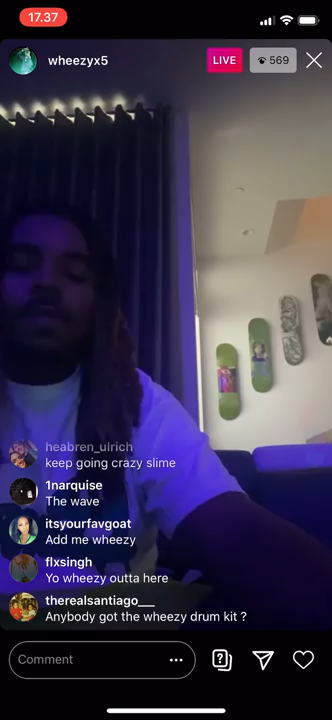 17.37
wheezyx5
LIVE
569
heabren_ulrich
keep going crazy slime
1narquise
The wave
itsyourfavgoat
Add me wheezy
flxsingh
Yo wheezy outta here
therealsantiago___
Anybody got the wheezy drum kit ?
Comment